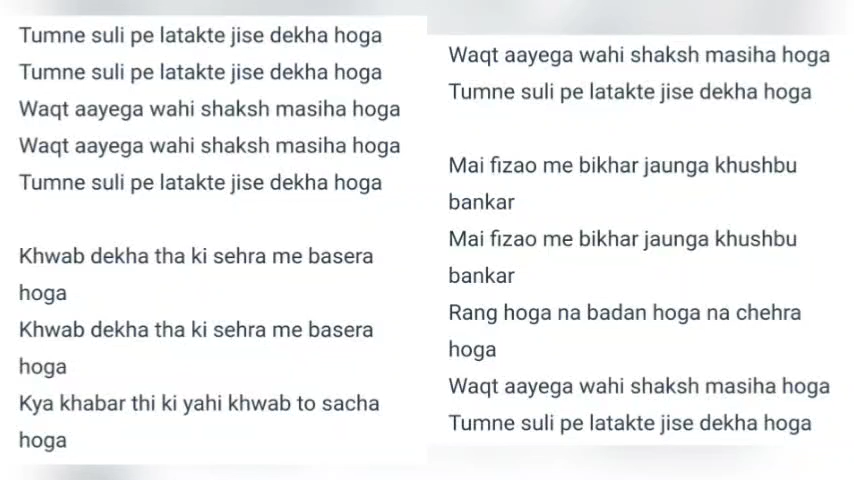 Tumne suli pe latakte jise dekha hoga
Tumne suli pe latakte jise dekha hoga
Waqt aayega wahi shaksh masiha hoga
Waqt aayega wahi shaksh masiha hoga
Tumne suli pe latakte jise dekha hoga
Khwab dekha tha ki sehra me basera
hoga
Khwab dekha tha ki sehra me basera
hoga
Kya khabar thi ki yahi khwab to sacha
hoga
Waqt aayega wahi shaksh masiha hoga
Tumne suli pe latakte jise dekha hoga
Mai fizao me bikhar jaunga khushbu
bankar
Mai fizao me bikhar jaunga khushbu
bankar
Rang hoga na badan hoga na chehra
hoga
Waqt aayega wahi shaksh masiha hoga
Tumne suli pe latakte jise dekha hoga